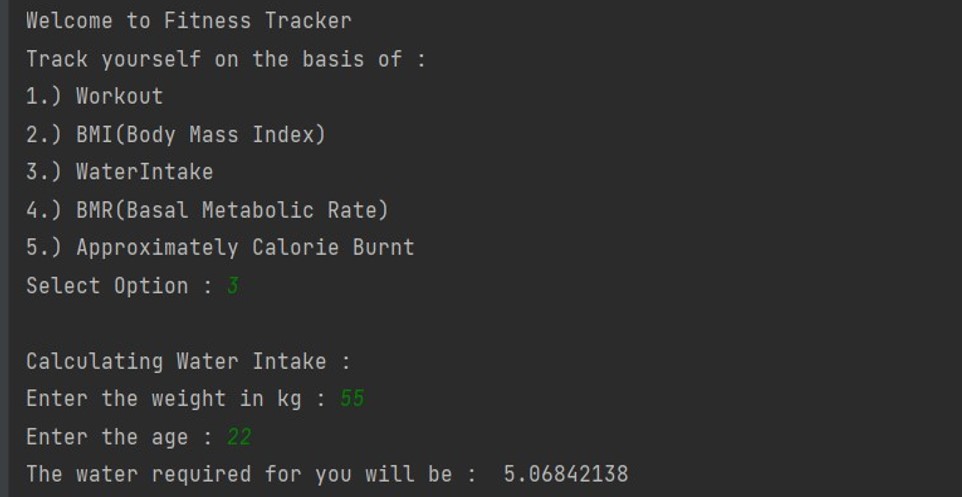 Welcome to Fitness Tracker
Track yourself on the basis of :
1.) Workout
2.) BMI(Body Mass Index)
3.) WaterIntake
4.) BMR(Basal Metabolic Rate)
5.) Approximately Calorie Burnt
Select Option : 3
Calculating Water Intake :
Enter the weight in kg : 55
Enter the age : 22
The water required for you will be :  5.06842138